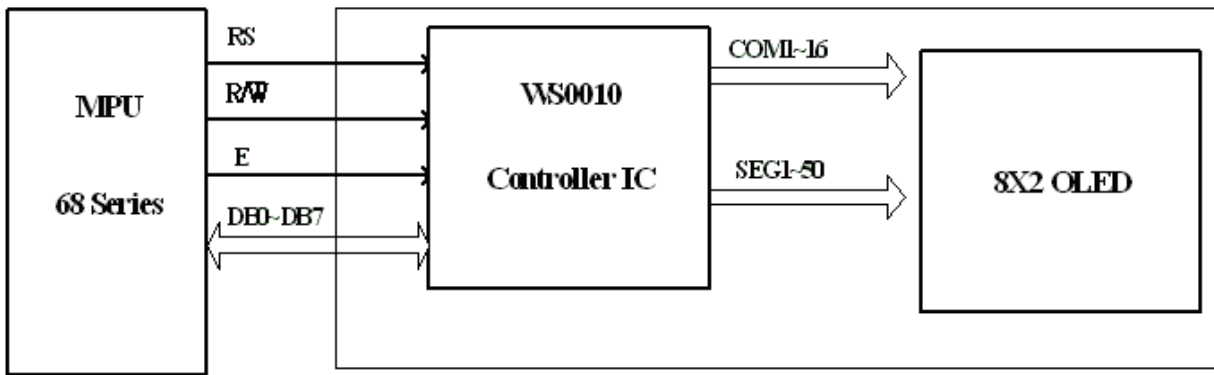 RS
R/W
E
DB0~DB7
MPU
68 Series
WS0010
Controller IC
COM1~16
SEG1~50
8X2 OLED